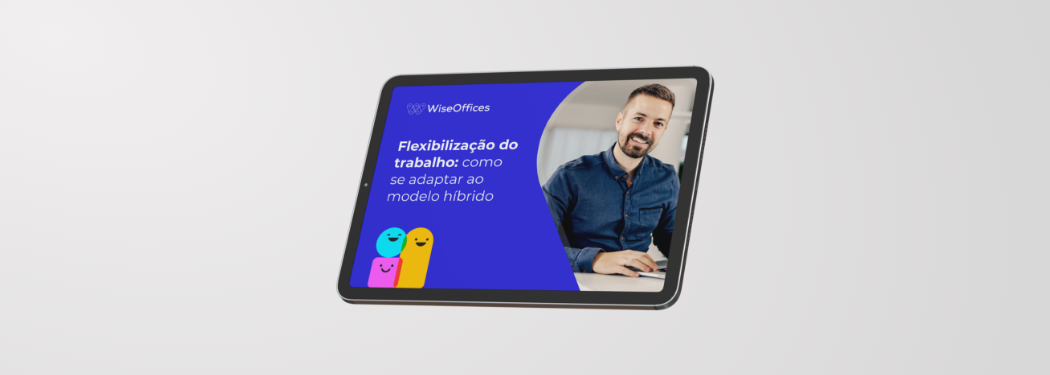 WiseOffices
Flexibilização do
trabalho: como
se adaptar ao
modelo híbrido